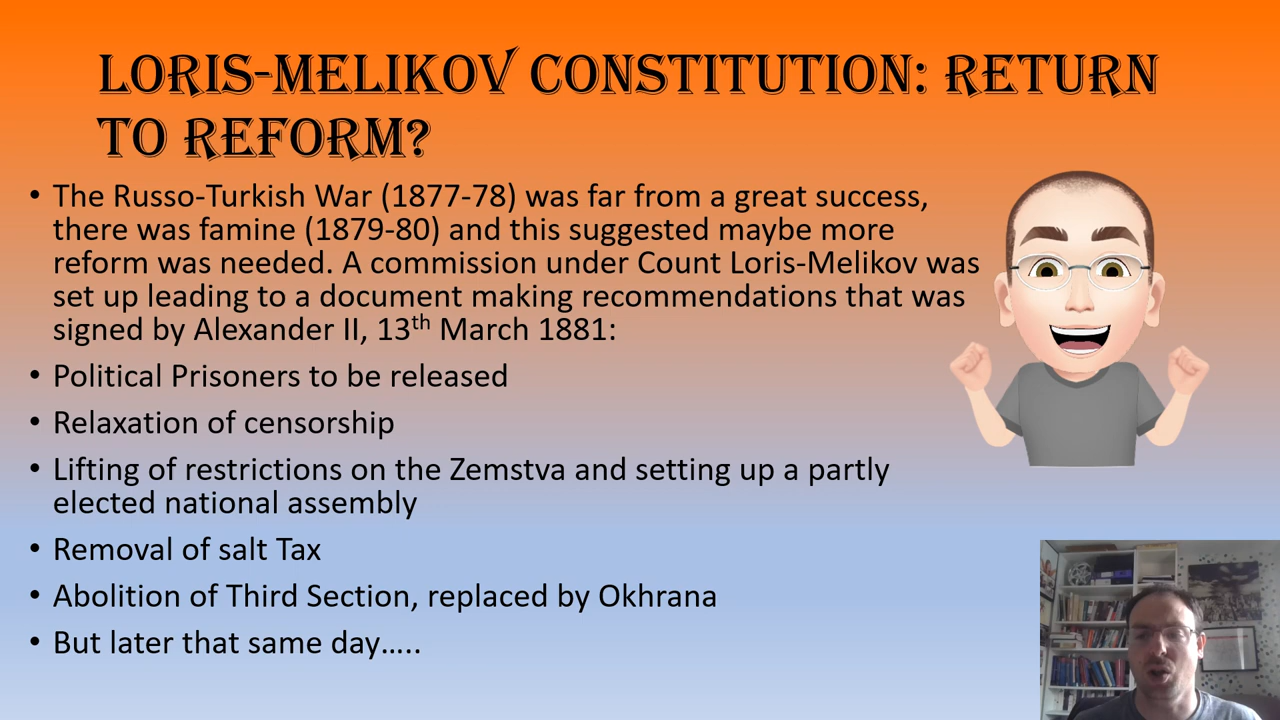 LORIS-MELIKOV CONSTITUTION: RETURN
TO REFORM?
• The Russo-Turkish War (1877-78) was far from a great success,
there was famine (1879-80) and this suggested maybe more
reform was needed. A commission under Count Loris-Melikov was
set up leading to a document making recommendations that was
signed by Alexander II, 13th March 1881:
• Political Prisoners to be released
• Relaxation of censorship
• Lifting of restrictions on the Zemstva and setting up a partly
elected national assembly
• Removal of salt Tax
• Abolition of Third Section, replaced by Okhrana
• But later that same day…..